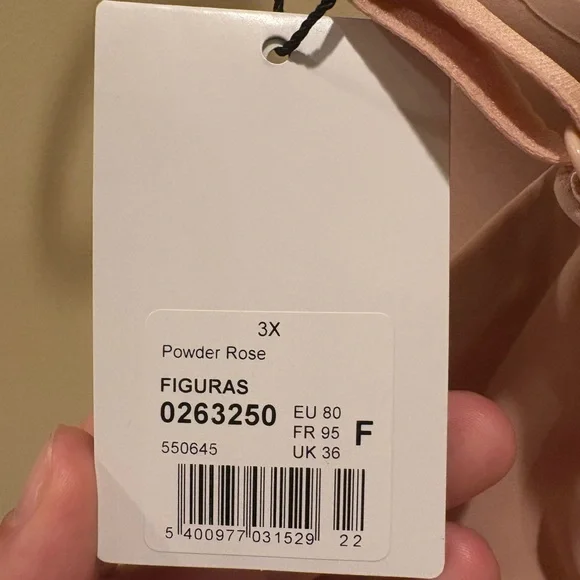 3X
Powder Rose
FIGURAS
0263250
EU 80
FR 95
UK 36
F
550645
5 400977 031529 22